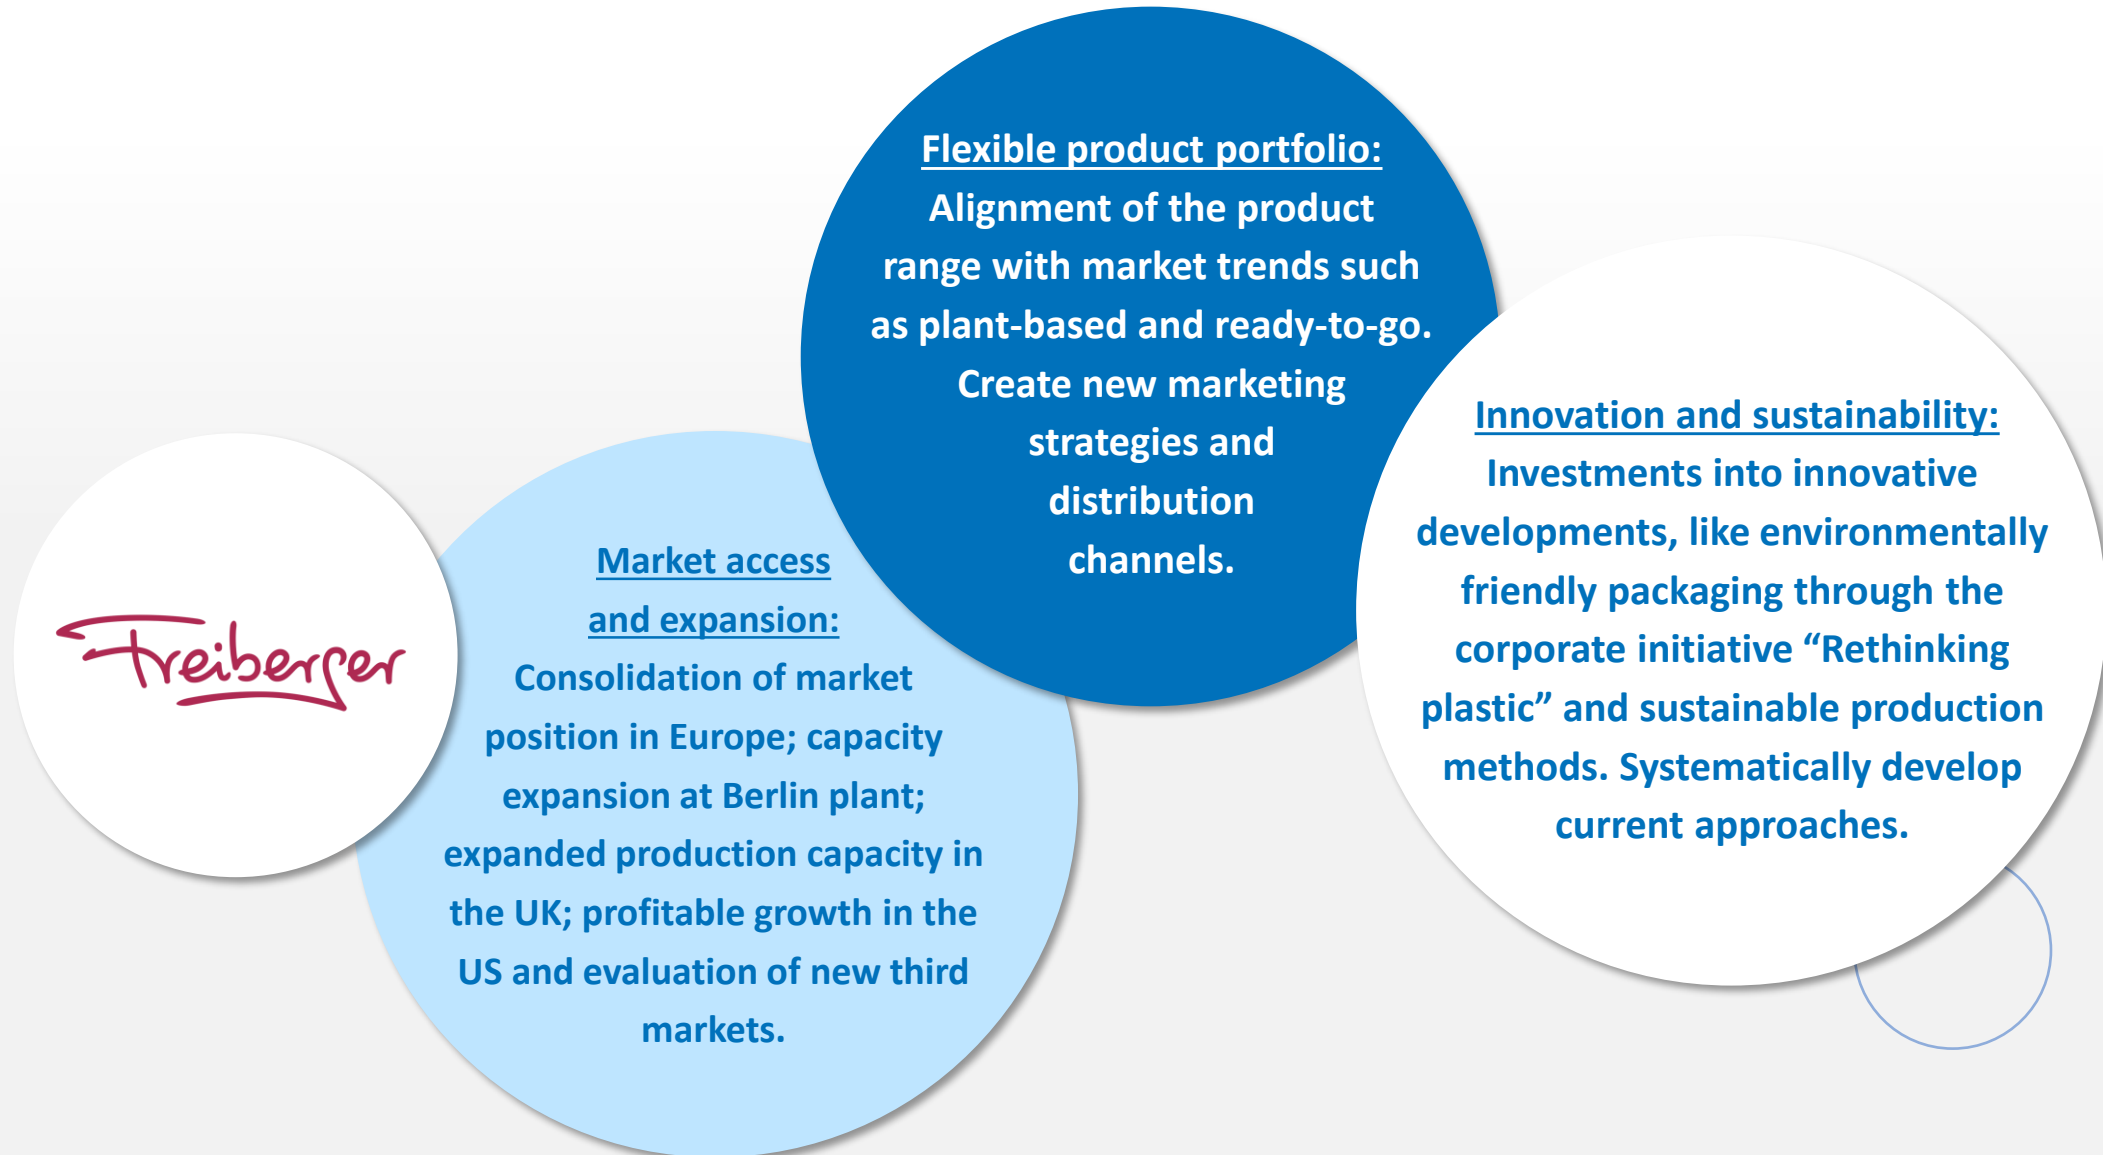 Freiberger
Market access
and expansion:
Consolidation of market
position in Europe; capacity
expansion at Berlin plant;
expanded production capacity in
the UK; profitable growth in the
US and evaluation of new third
markets.
Flexible product portfolio:
Alignment of the product
range with market trends such
as plant-based and ready-to-go.
Create new marketing
strategies and
distribution
channels.
Innovation and sustainability:
Investments into innovative
developments, like environmentally
friendly packaging through the
corporate initiative “Rethinking
plastic” and sustainable production
methods. Systematically develop
current approaches.